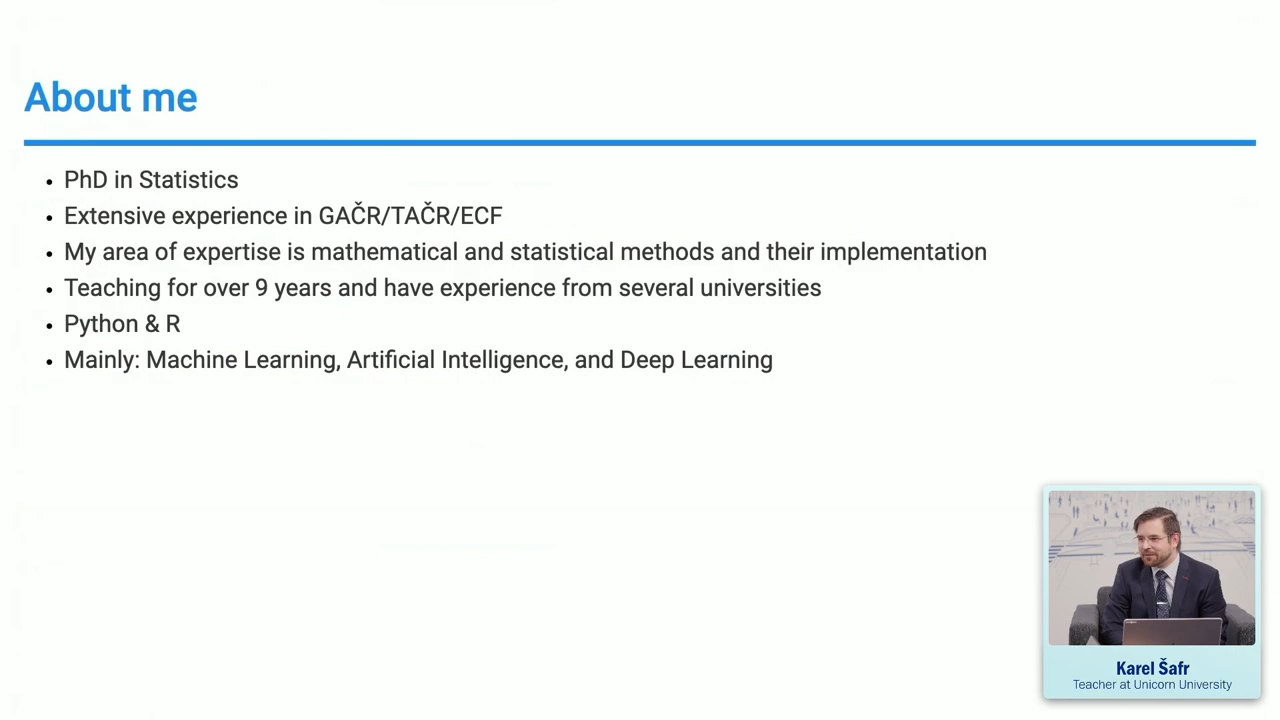 About me
PhD in Statistics
Extensive experience in GAČR/TAČR/ECF
My area of expertise is mathematical and statistical methods and their implementation
Teaching for over 9 years and have experience from several universities
Python & R
Mainly: Machine Learning, Artificial Intelligence, and Deep Learning
Karel Šafr
Teacher at Unicorn University